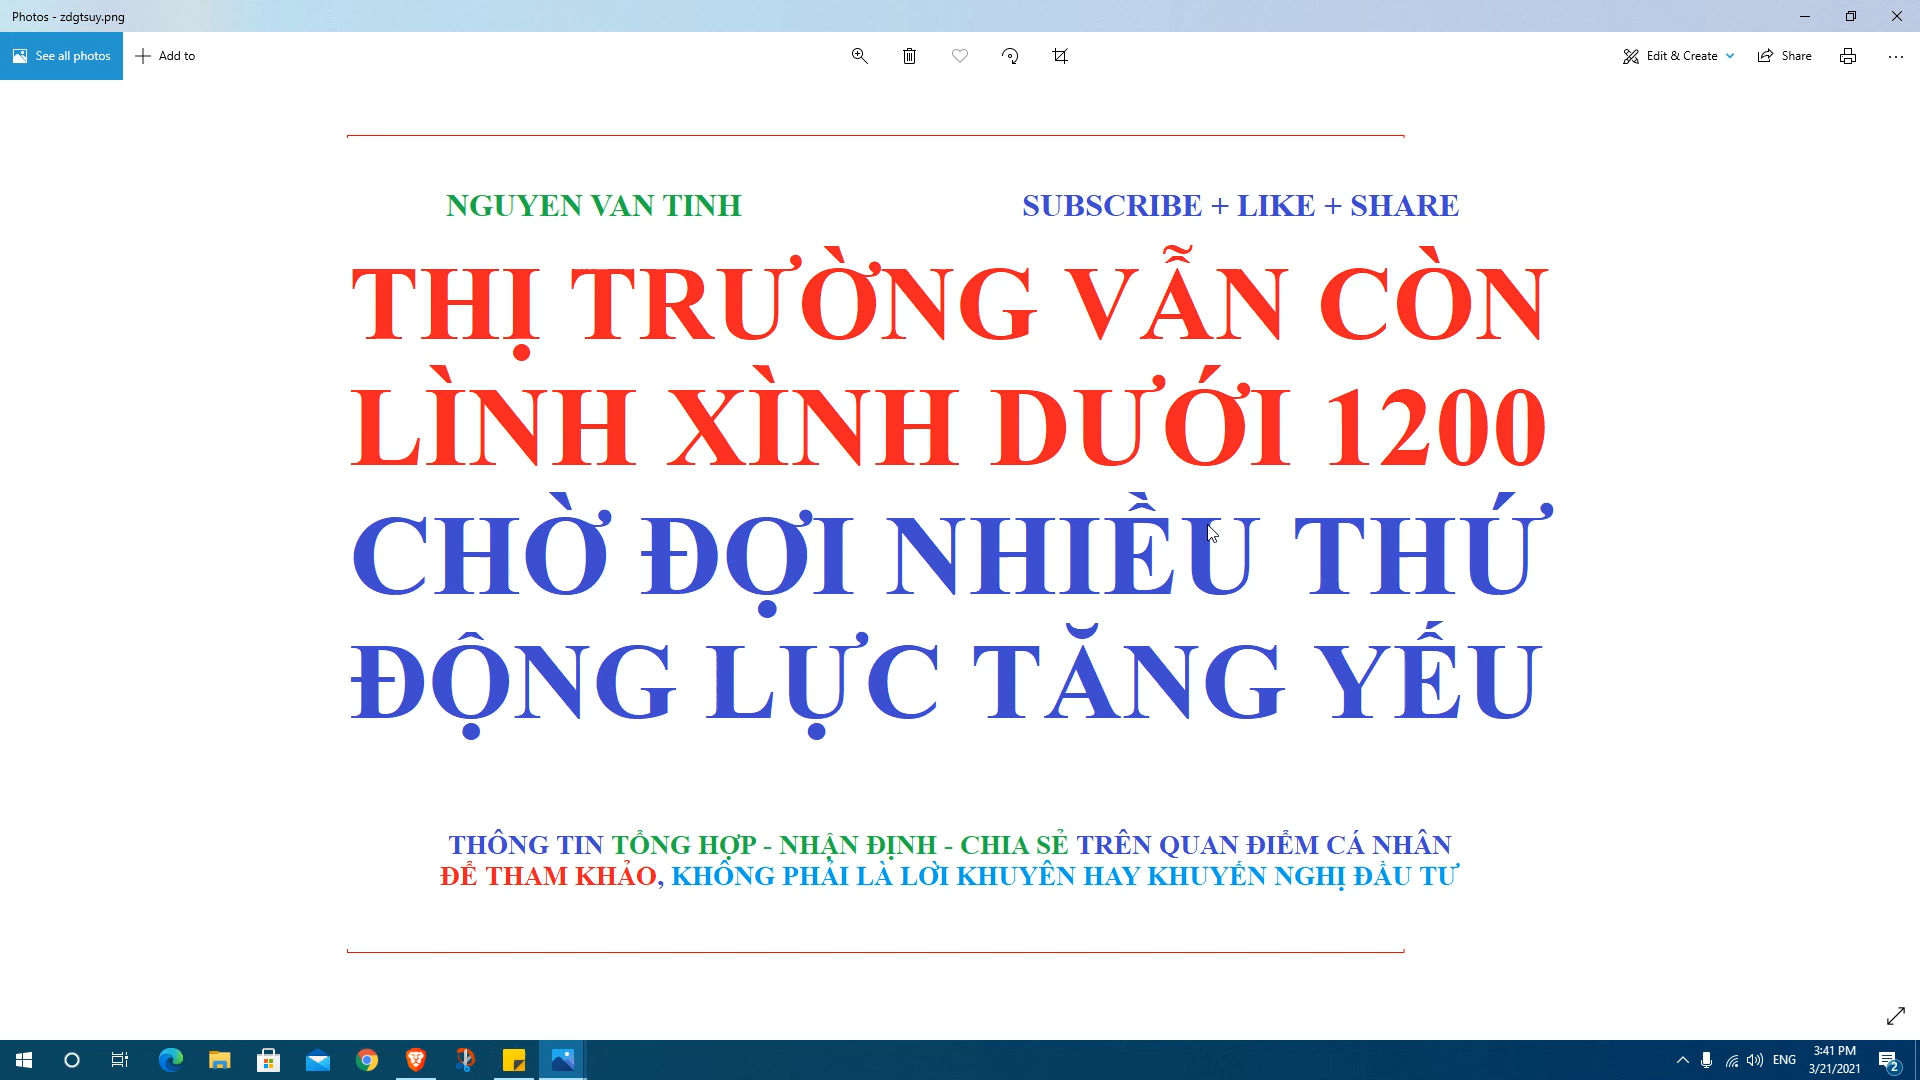 Photos - zdgtsuy.png
See all photos
Add to
Edit & Create
Share
NGUYEN VAN TINH
SUBSCRIBE + LIKE + SHARE
THỊ TRƯỜNG VẪN CÒN
LÌNH XÌNH DƯỚI 1200
CHỜ ĐỢI NHIỀU THỨ
ĐỘNG LỰC TĂNG YẾU
THÔNG TIN TỔNG HỢP - NHẬN ĐỊNH - CHIA SẺ TRÊN QUAN ĐIỂM CÁ NHÂN
ĐỂ THAM KHẢO, KHÔNG PHẢI LÀ LỜI KHUYÊN HAY KHUYẾN NGHỊ ĐẦU TƯ
ENG
3:41 PM
3/21/2021
2